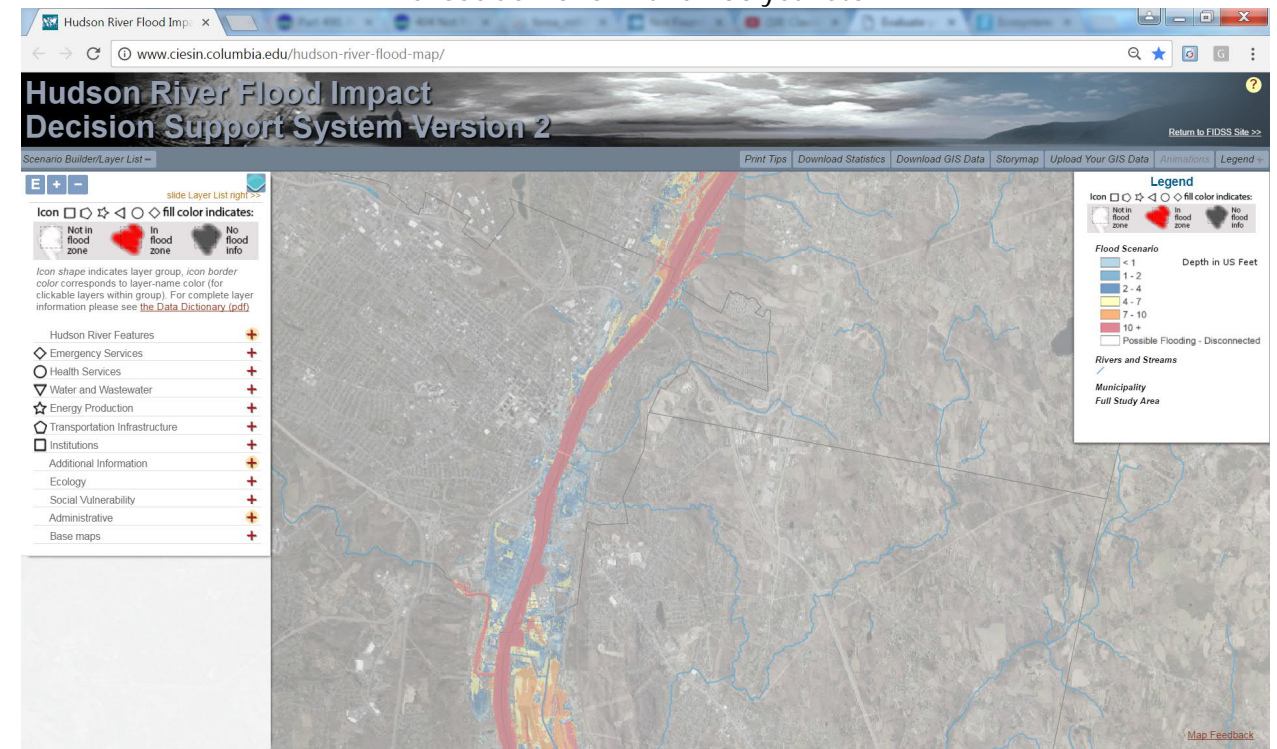 Hudson River Flood Impa
www.ciesin.columbia.edu/hudson-river-flood-map/
G
Hudson River Flood Impact
Decision Support System Version 2
?
Return to FIDSS Site >>
Scenario Builder/Layer List –
Print Tips
Download Statistics
Download GIS Data
Storymap
Upload Your GIS Data
Animations
Legend +
E + –
slide Layer List right >>
Icon fill color indicates:
Not in flood zone
In flood zone
No flood info
Icon shape indicates layer group, icon border
color corresponds to layer-name color (for
clickable layers within group). For complete layer
information please see the Data Dictionary (pdf)
Hudson River Features +
Emergency Services +
Health Services +
Water and Wastewater +
Energy Production +
Transportation Infrastructure +
Institutions +
Additional Information +
Ecology +
Social Vulnerability +
Administrative +
Base maps +
Legend
Icon fill color indicates:
Not in flood zone
In flood zone
No flood info
Flood Scenario
< 1 Depth in US Feet
1 - 2
2 - 4
4 - 7
7 - 10
10 +
Possible Flooding - Disconnected
Rivers and Streams
Municipality
Full Study Area
Map Feedback